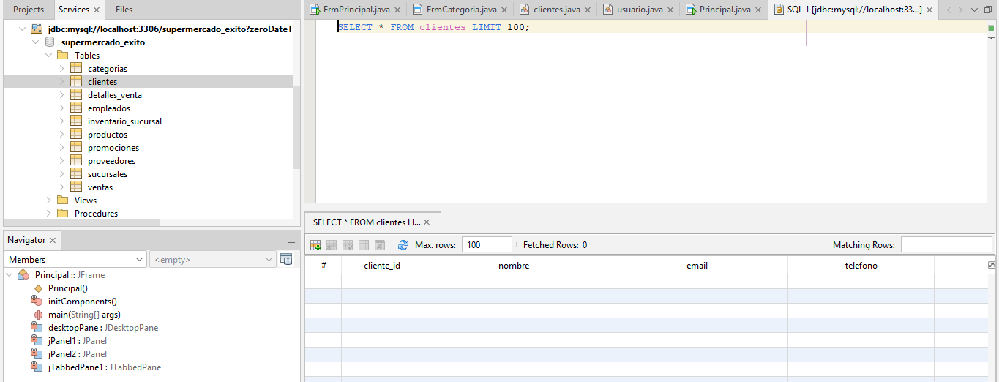 Projects Services × Files
jdbc:mysql://localhost:3306/supermercado_exito?zeroDateT
supermercado_exito
Tables
categorias
clientes
detalles_venta
empleados
inventario_sucursal
productos
promociones
proveedores
sucursales
ventas
Views
Procedures
Navigator ×
Members <empty>
Principal :: JFrame
Principal()
initComponents()
main(String[] args)
desktopPane : JDesktopPane
jPanel1 : JPanel
jPanel2 : JPanel
jTabbedPane1 : JTabbedPane
FrmPrincipal.java × FrmCategoria.java × clientes.java × usuario.java × Principal.java × SQL 1 [jdbc:mysql://localhost:33...] ×
SELECT * FROM clientes LIMIT 100;
SELECT * FROM clientes LI... ×
Max. rows: 100 Fetched Rows: 0 Matching Rows:
# cliente_id nombre email telefono